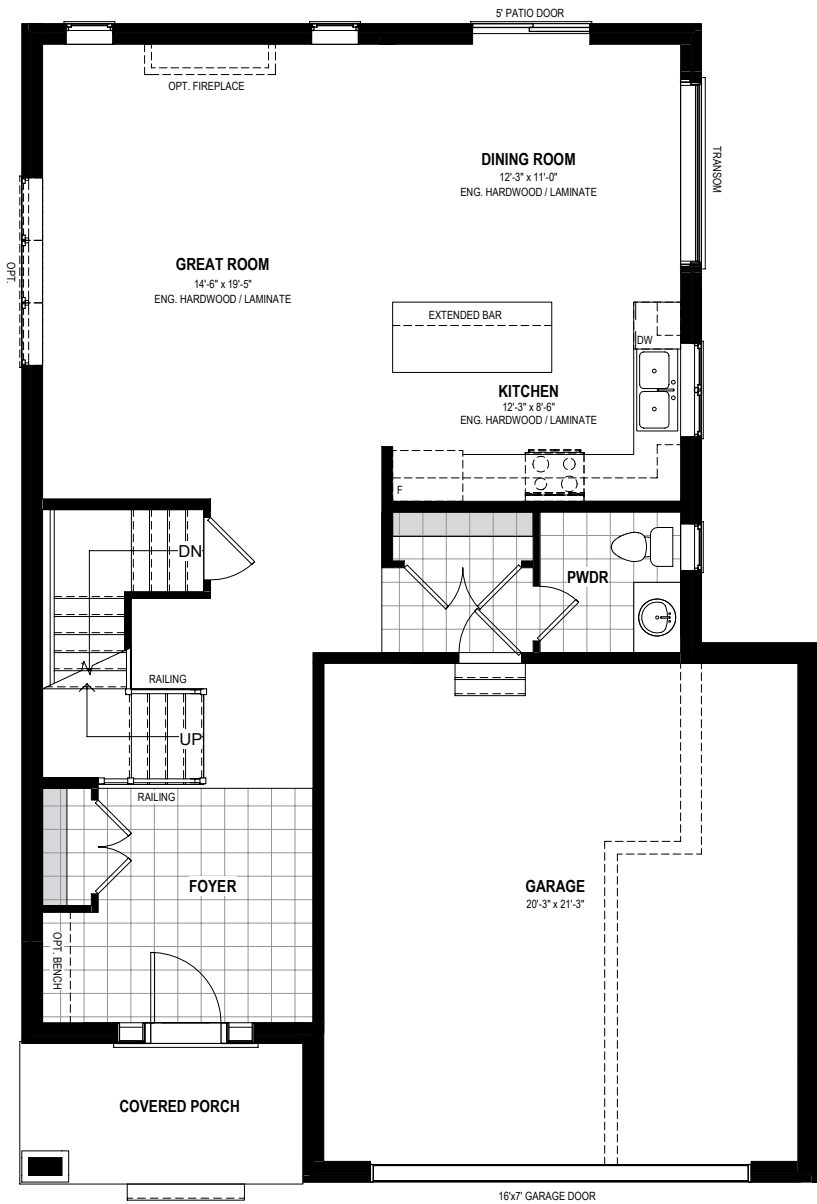 5' PATIO DOOR
OPT. FIREPLACE
DINING ROOM
12'-3" x 11'-0"
ENG. HARDWOOD / LAMINATE
TRANSOM
GREAT ROOM
14'-6" x 19'-5"
ENG. HARDWOOD / LAMINATE
OPT.
EXTENDED BAR
DW
KITCHEN
12'-3" x 8'-6"
ENG. HARDWOOD / LAMINATE
F
DN
PWDR
RAILING
UP
RAILING
FOYER
GARAGE
20'-3" x 21'-3"
OPT. BENCH
COVERED PORCH
16'x7' GARAGE DOOR